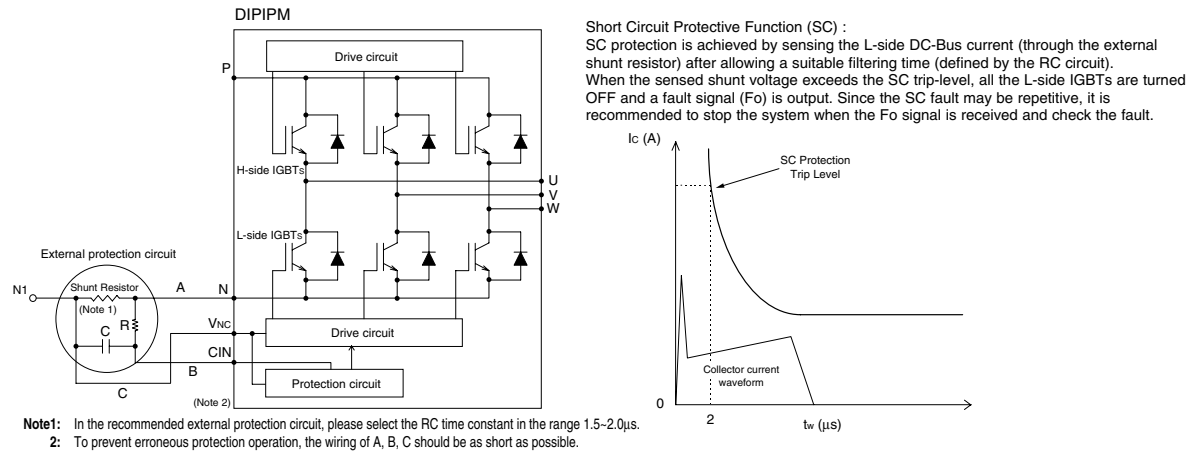 DIPIPM
Drive circuit
P
H-side IGBTs
U
V
W
L-side IGBTs
External protection circuit
Shunt Resistor
A
N1
N
(Note 1)
R
VNC
C
Drive circuit
CIN
B
C
Protection circuit
(Note 2)
Short Circuit Protective Function (SC) :
SC protection is achieved by sensing the L-side DC-Bus current (through the external
shunt resistor) after allowing a suitable filtering time (defined by the RC circuit).
When the sensed shunt voltage exceeds the SC trip-level, all the L-side IGBTs are turned
OFF and a fault signal (Fo) is output. Since the SC fault may be repetitive, it is
recommended to stop the system when the Fo signal is received and check the fault.
IC (A)
SC Protection
Trip Level
Collector current
waveform
0
2
tw (μs)
Note1: In the recommended external protection circuit, please select the RC time constant in the range 1.5~2.0μs.
2: To prevent erroneous protection operation, the wiring of A, B, C should be as short as possible.